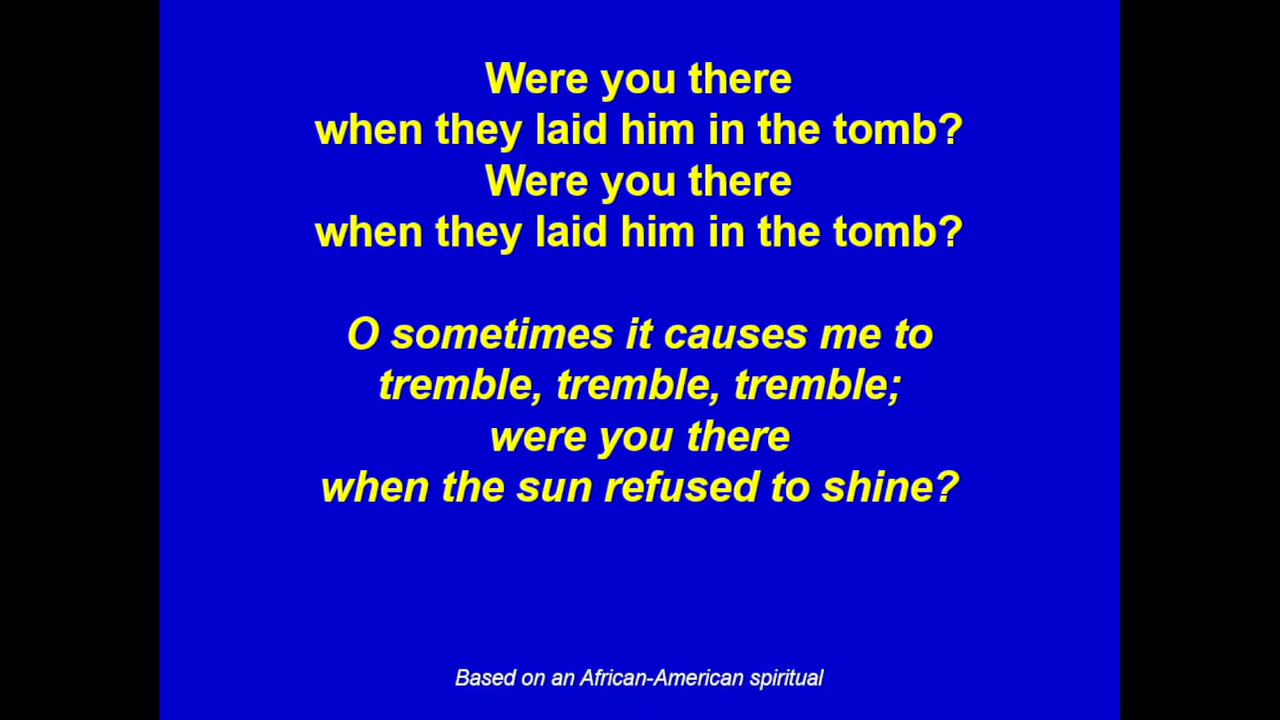 Were you there
when they laid him in the tomb?
Were you there
when they laid him in the tomb?
O sometimes it causes me to
tremble, tremble, tremble;
were you there
when the sun refused to shine?
Based on an African-American spiritual